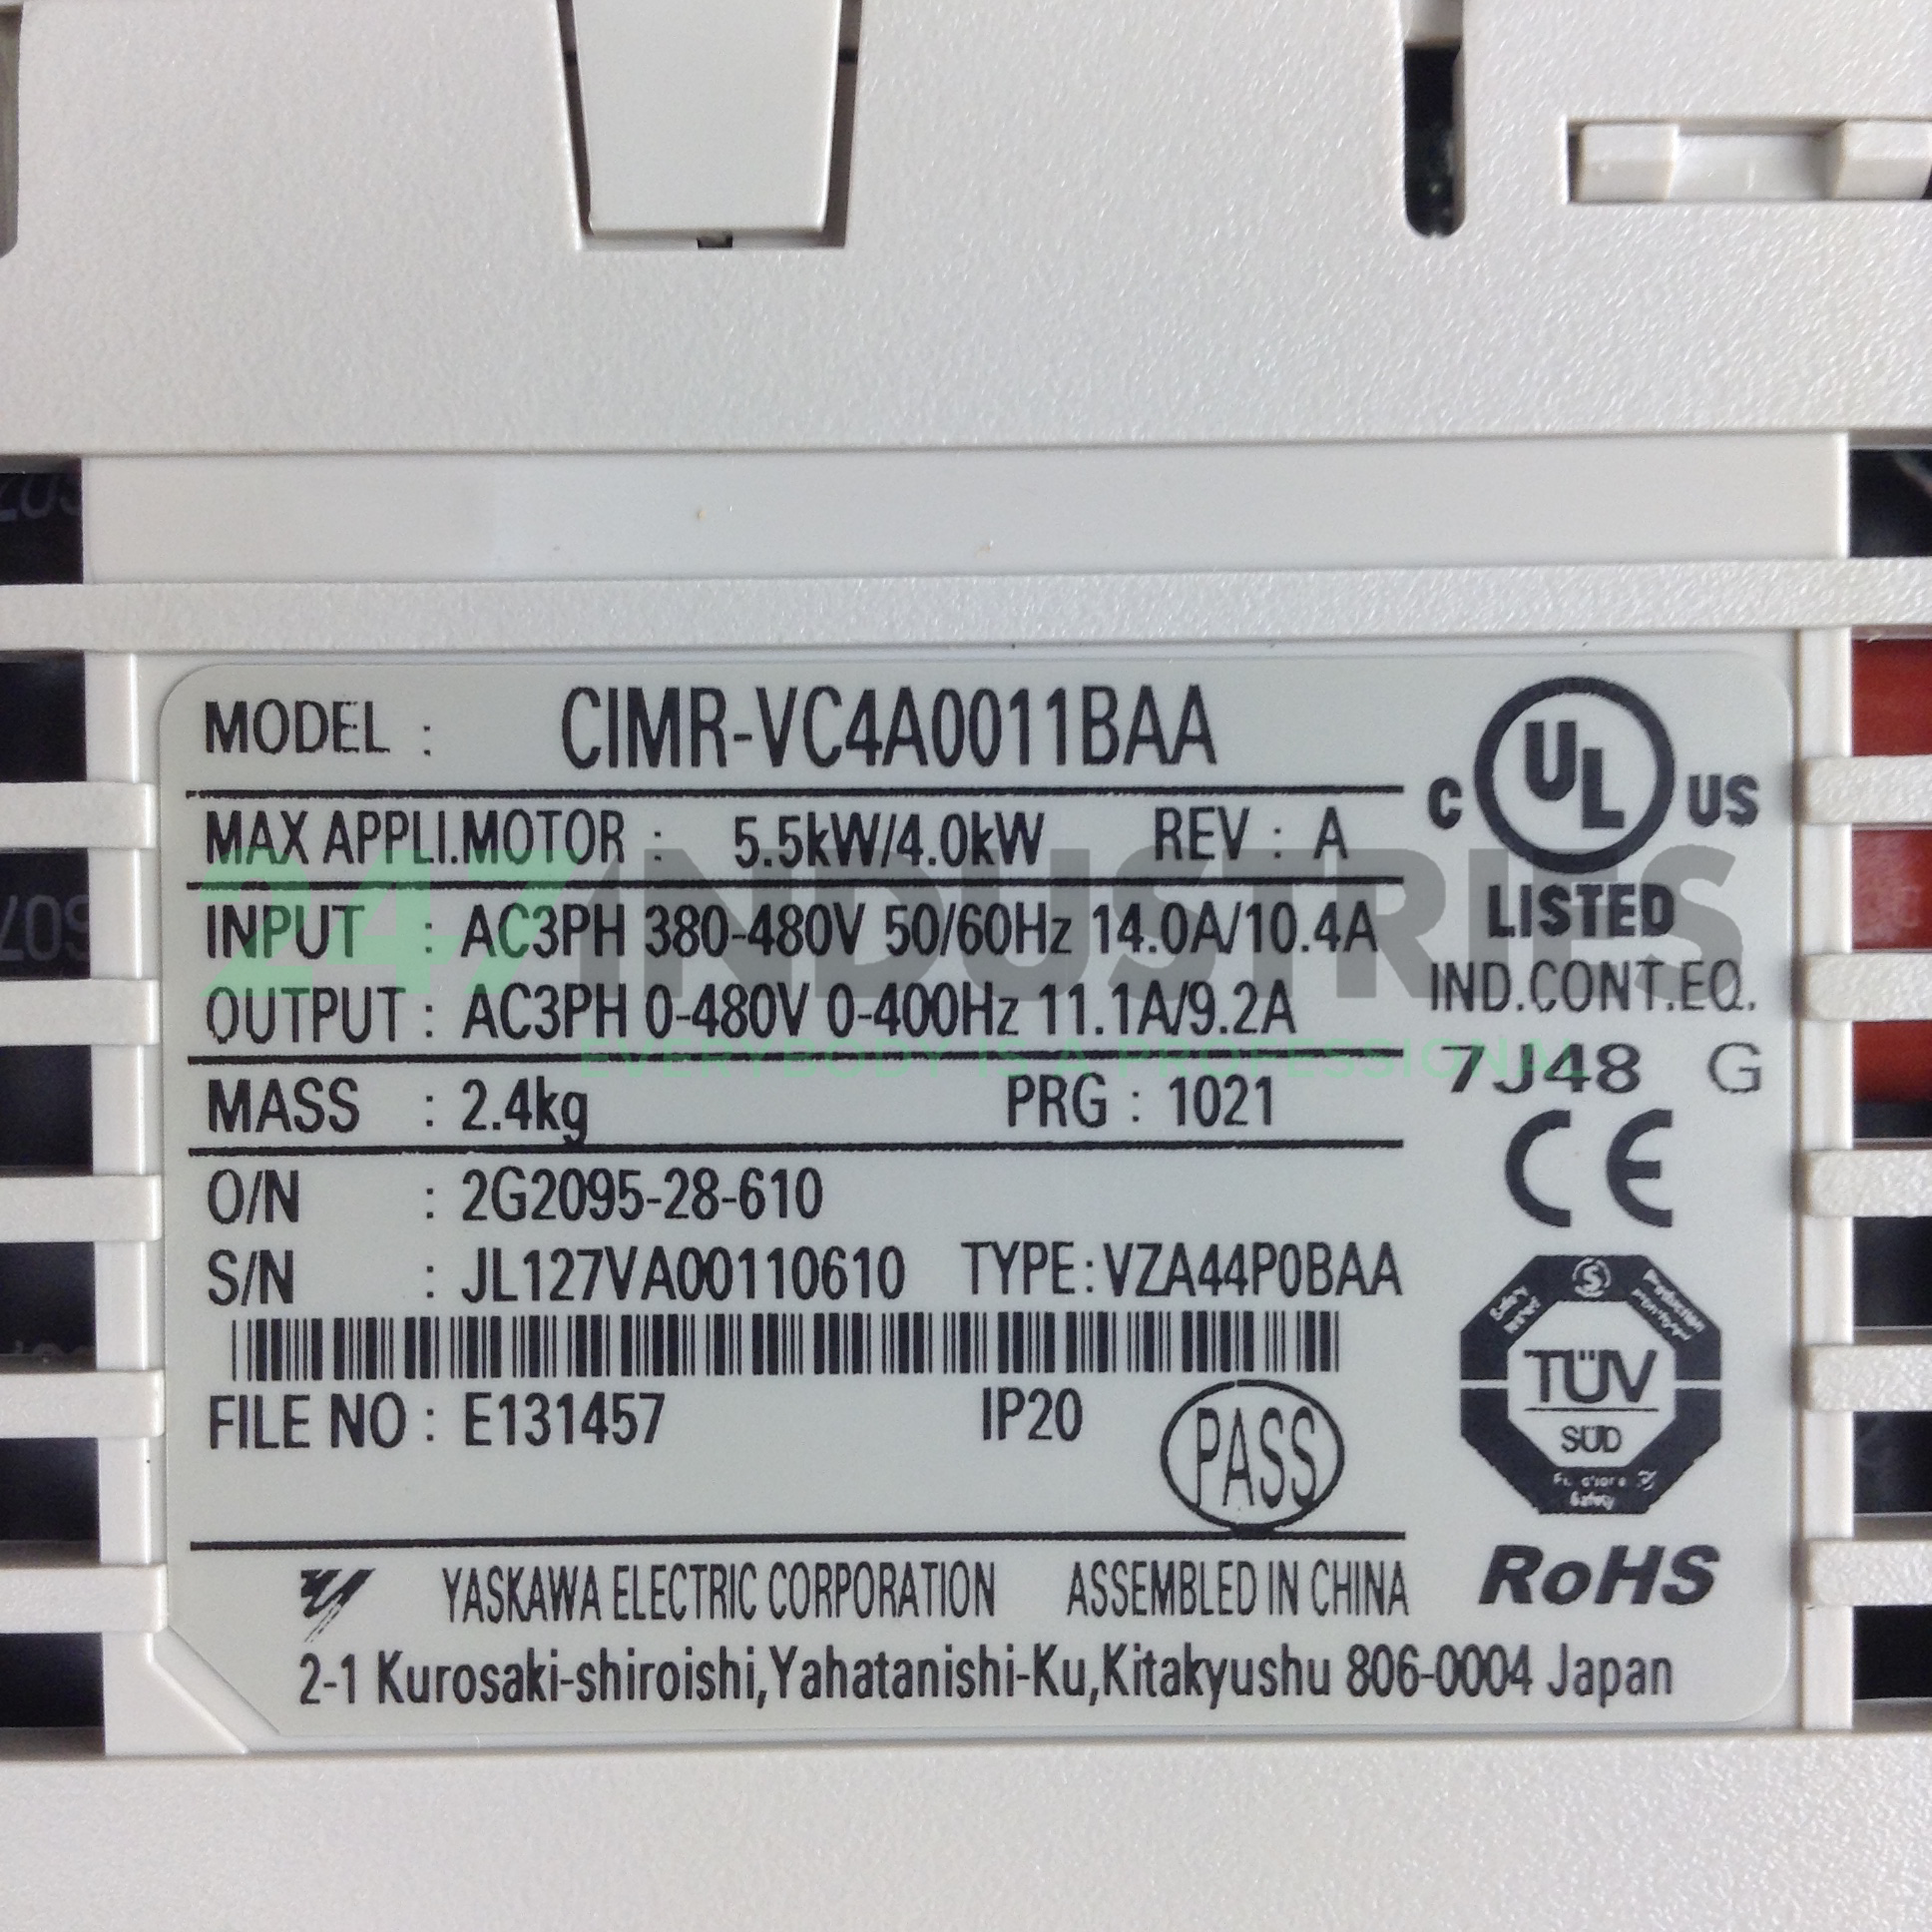 MODEL : CIMR-VC4A0011BAA
MAX APPLI.MOTOR : 5.5kW/4.0kW REV : A
INPUT : AC3PH 380-480V 50/60Hz 14.0A/10.4A
OUTPUT : AC3PH 0-480V 0-400Hz 11.1A/9.2A
MASS : 2.4kg PRG : 1021
O/N : 2G2095-28-610
S/N : JL127VA00110610 TYPE:VZA44P0BAA
FILE NO : E131457 IP20 PASS
YASKAWA ELECTRIC CORPORATION ASSEMBLED IN CHINA
2-1 Kurosaki-shiroishi,Yahatanishi-Ku,Kitakyushu 806-0004 Japan
C UL US
LISTED
IND.CONT.EQ.
7J48 G
CE
TÜV
SÜD
Safety
RoHS
247INDUSTRIES
EVERYBODY IS A PROFESSIONAL